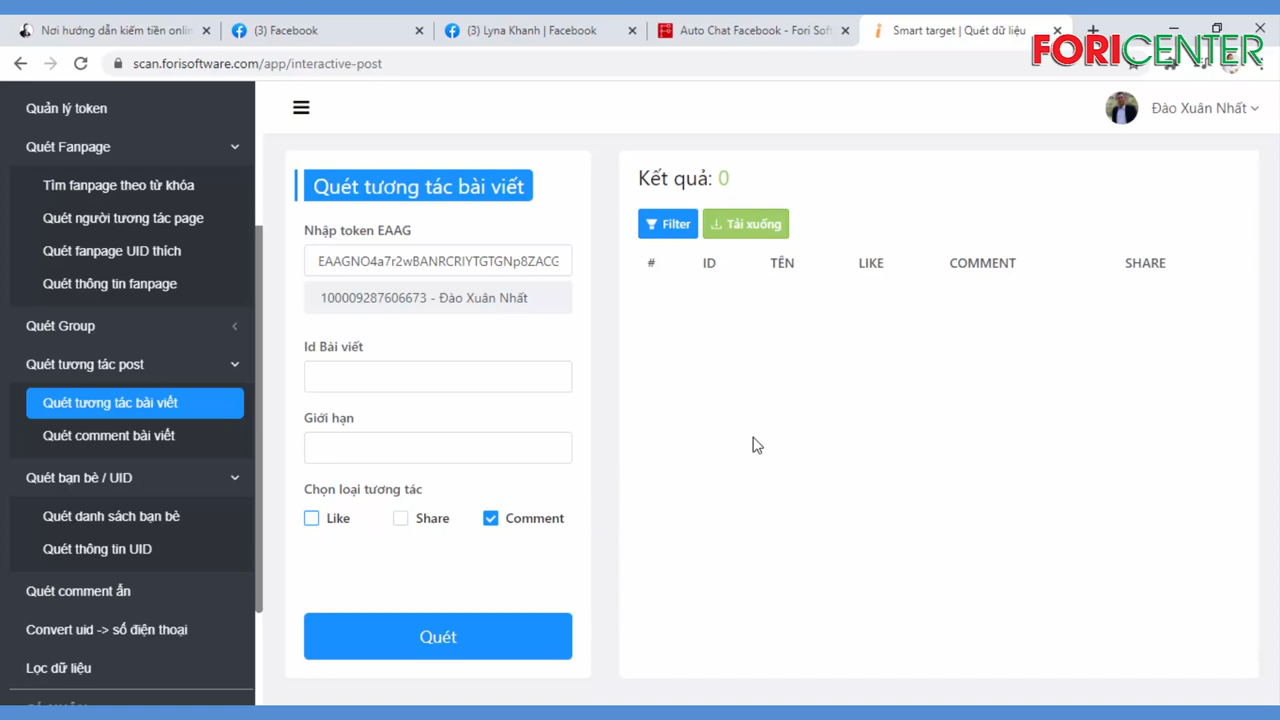 Nơi hướng dẫn kiếm tiền onlin
(3) Facebook
(3) Lyna Khanh | Facebook
Auto Chat Facebook - Fori Soft
Smart target | Quét dữ liệu
FORICENTER
scan.forisoftware.com/app/interactive-post
Quản lý token
Quét Fanpage
Tìm fanpage theo từ khóa
Quét người tương tác page
Quét fanpage UID thích
Quét thông tin fanpage
Quét Group
Quét tương tác post
Quét tương tác bài viết
Quét comment bài viết
Quét bạn bè / UID
Quét danh sách bạn bè
Quét thông tin UID
Quét comment ẩn
Convert uid -> số điện thoại
Lọc dữ liệu
Đào Xuân Nhất
Quét tương tác bài viết
Nhập token EAAG
EAAGNO4a7r2wBANRCRIYTGTGNp8ZACG
100009287606673 - Đào Xuân Nhất
Id Bài viết
Giới hạn
Chọn loại tương tác
Like Share Comment
Quét
Kết quả: 0
Filter Tải xuống
# ID TÊN LIKE COMMENT SHARE